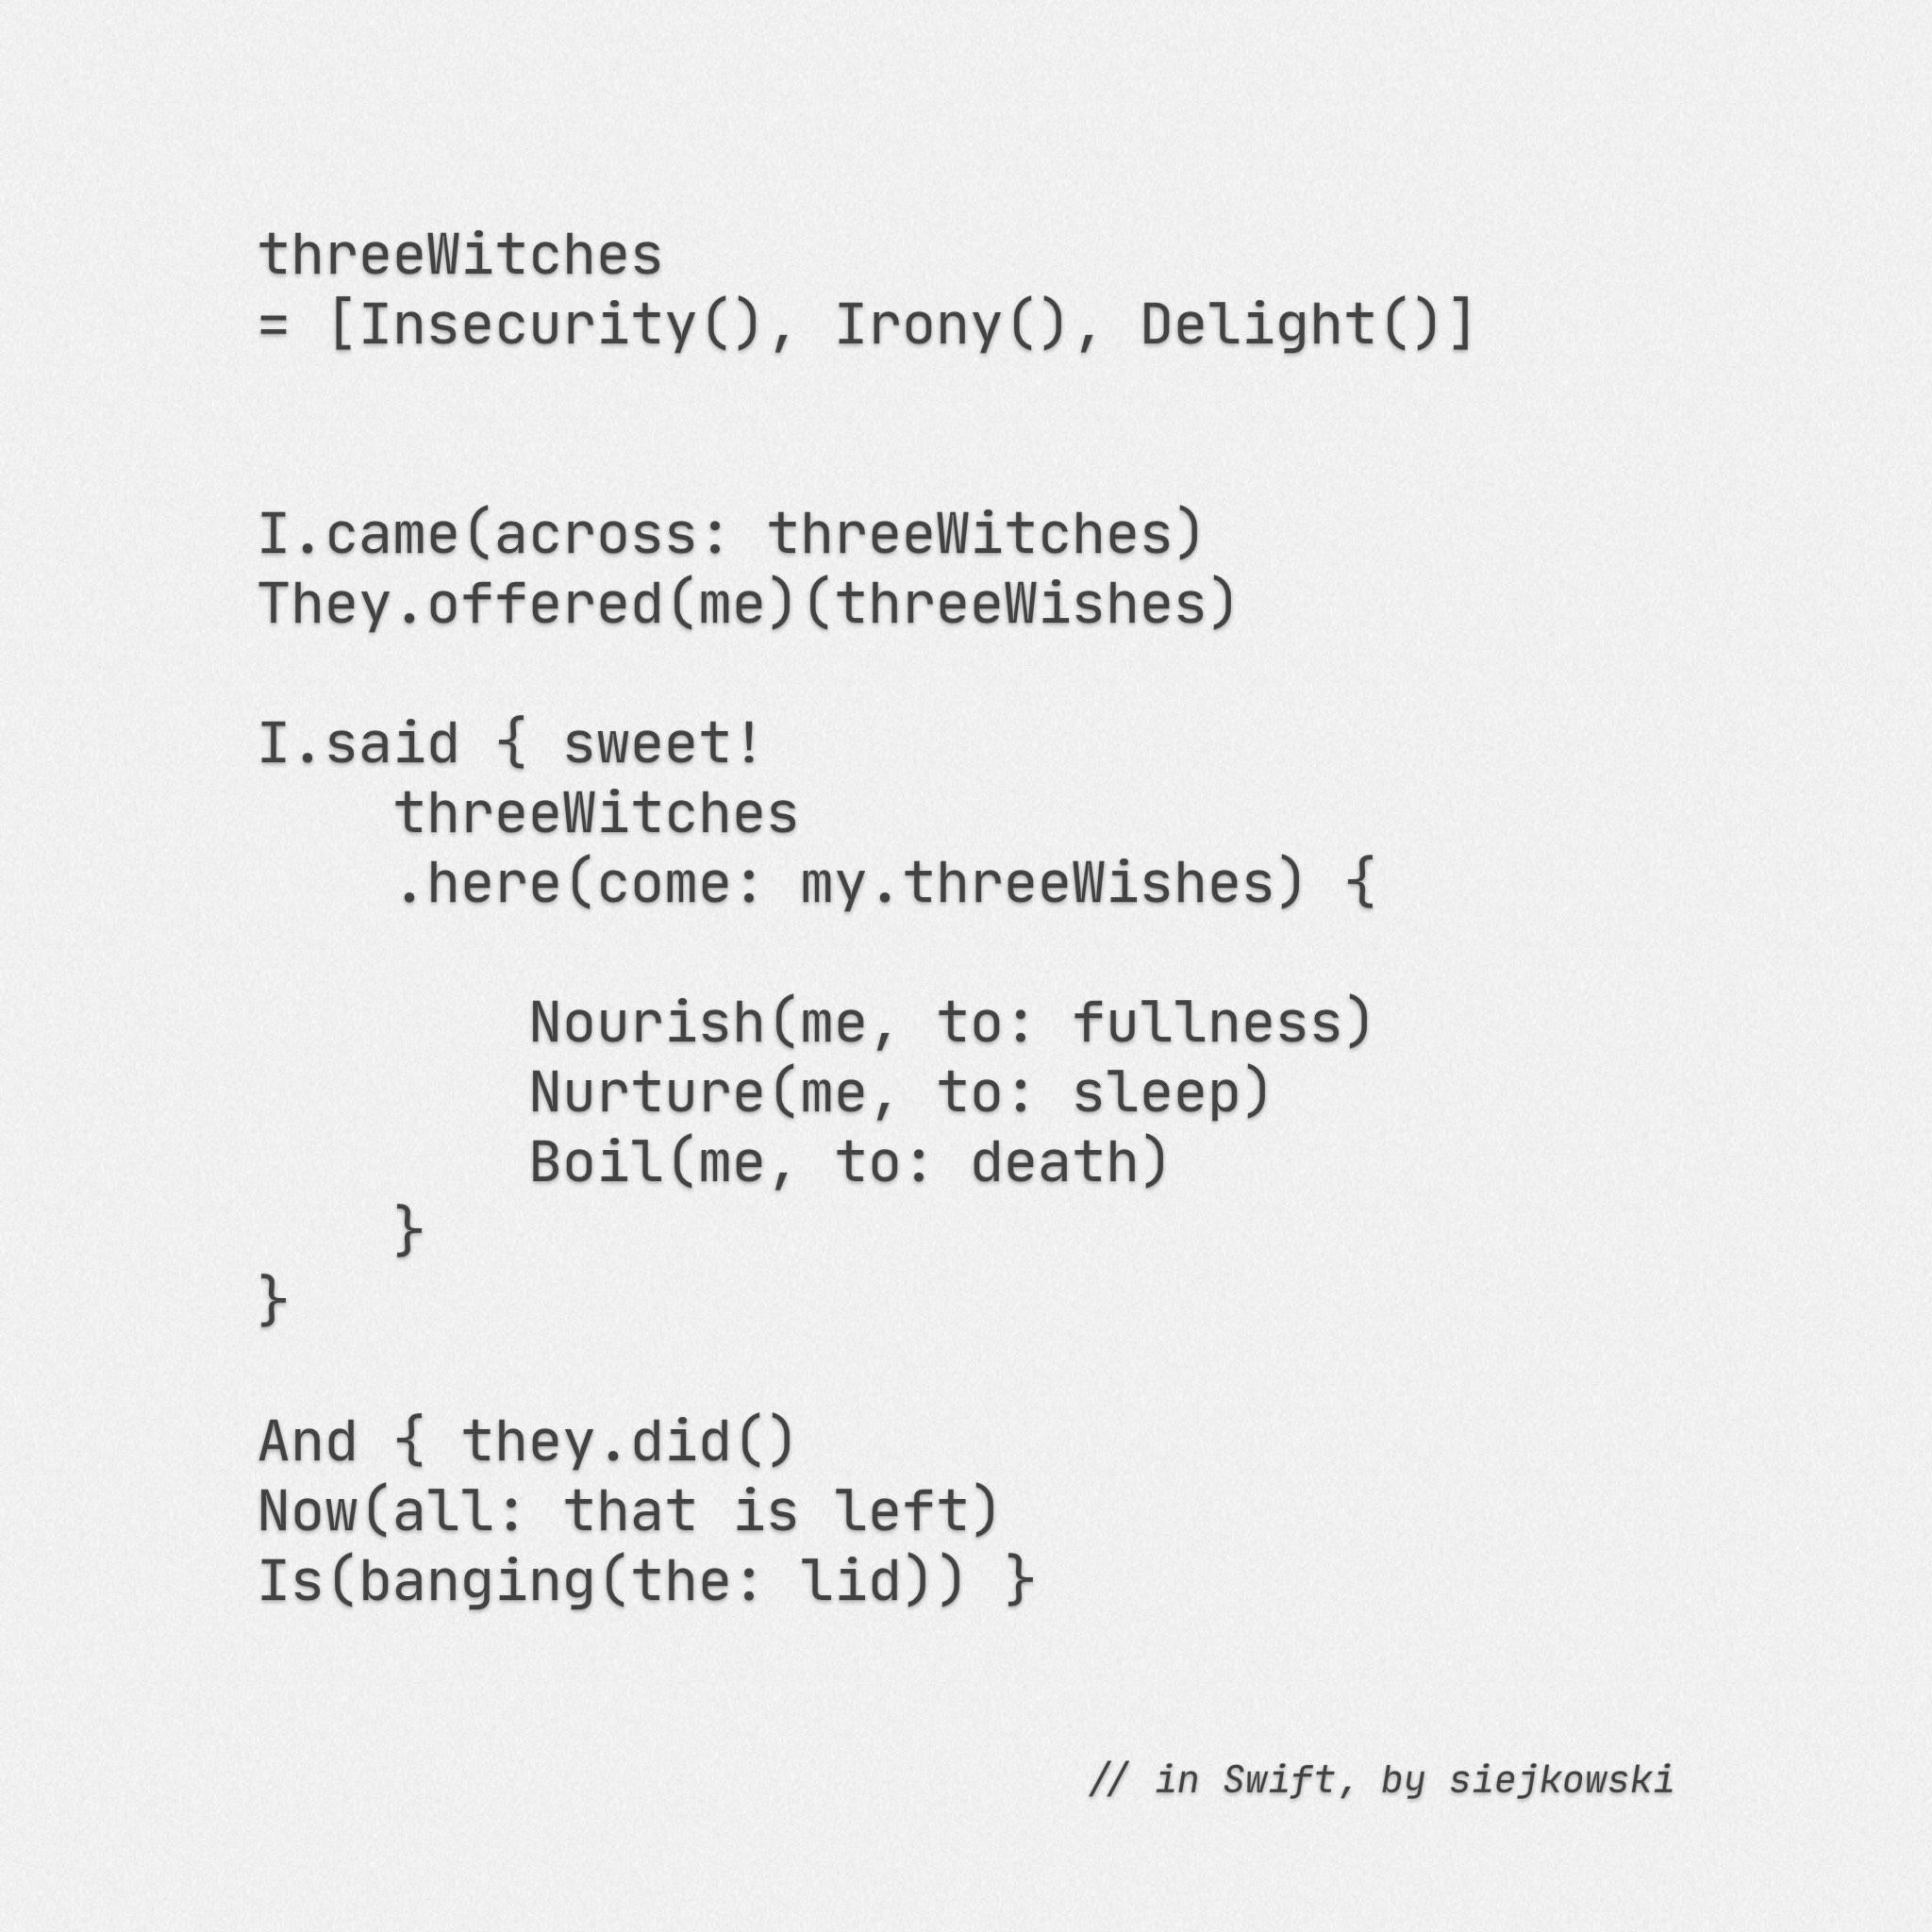 threeWitches
= [Insecurity(), Irony(), Delight()]
I.came(across: threeWitches)
They.offered(me)(threeWishes)
I.said { sweet!
    threeWitches
    .here(come: my.threeWishes) {
        Nourish(me, to: fullness)
        Nurture(me, to: sleep)
        Boil(me, to: death)
    }
}
And { they.did()
Now(all: that is left)
Is(banging(the: lid)) }
// in Swift, by siejkowski